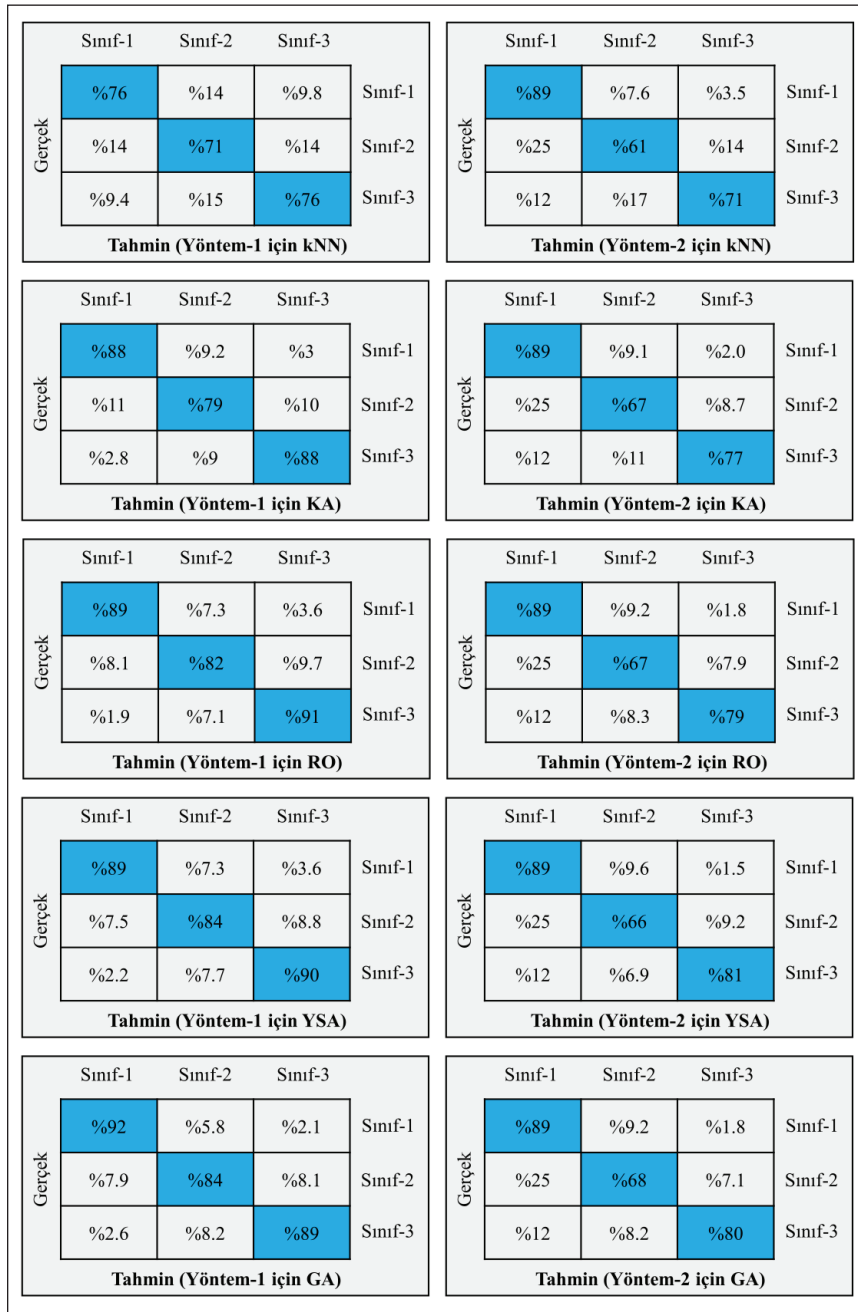 Sınıf-1 Sınıf-2 Sınıf-3
%76 %14 %9.8 Sınıf-1
Gerçek
%14 %71 %14 Sınıf-2
%9.4 %15 %76 Sınıf-3
Tahmin (Yöntem-1 için kNN)
Sınıf-1 Sınıf-2 Sınıf-3
%89 %7.6 %3.5 Sınıf-1
Gerçek
%25 %61 %14 Sınıf-2
%12 %17 %71 Sınıf-3
Tahmin (Yöntem-2 için kNN)
Sınıf-1 Sınıf-2 Sınıf-3
%88 %9.2 %3 Sınıf-1
Gerçek
%11 %79 %10 Sınıf-2
%2.8 %9 %88 Sınıf-3
Tahmin (Yöntem-1 için KA)
Sınıf-1 Sınıf-2 Sınıf-3
%89 %9.1 %2.0 Sınıf-1
Gerçek
%25 %67 %8.7 Sınıf-2
%12 %11 %77 Sınıf-3
Tahmin (Yöntem-2 için KA)
Sınıf-1 Sınıf-2 Sınıf-3
%89 %7.3 %3.6 Sınıf-1
Gerçek
%8.1 %82 %9.7 Sınıf-2
%1.9 %7.1 %91 Sınıf-3
Tahmin (Yöntem-1 için RO)
Sınıf-1 Sınıf-2 Sınıf-3
%89 %9.2 %1.8 Sınıf-1
Gerçek
%25 %67 %7.9 Sınıf-2
%12 %8.3 %79 Sınıf-3
Tahmin (Yöntem-2 için RO)
Sınıf-1 Sınıf-2 Sınıf-3
%89 %7.3 %3.6 Sınıf-1
Gerçek
%7.5 %84 %8.8 Sınıf-2
%2.2 %7.7 %90 Sınıf-3
Tahmin (Yöntem-1 için YSA)
Sınıf-1 Sınıf-2 Sınıf-3
%89 %9.6 %1.5 Sınıf-1
Gerçek
%25 %66 %9.2 Sınıf-2
%12 %6.9 %81 Sınıf-3
Tahmin (Yöntem-2 için YSA)
Sınıf-1 Sınıf-2 Sınıf-3
%92 %5.8 %2.1 Sınıf-1
Gerçek
%7.9 %84 %8.1 Sınıf-2
%2.6 %8.2 %89 Sınıf-3
Tahmin (Yöntem-1 için GA)
Sınıf-1 Sınıf-2 Sınıf-3
%89 %9.2 %1.8 Sınıf-1
Gerçek
%25 %68 %7.1 Sınıf-2
%12 %8.2 %80 Sınıf-3
Tahmin (Yöntem-2 için GA)